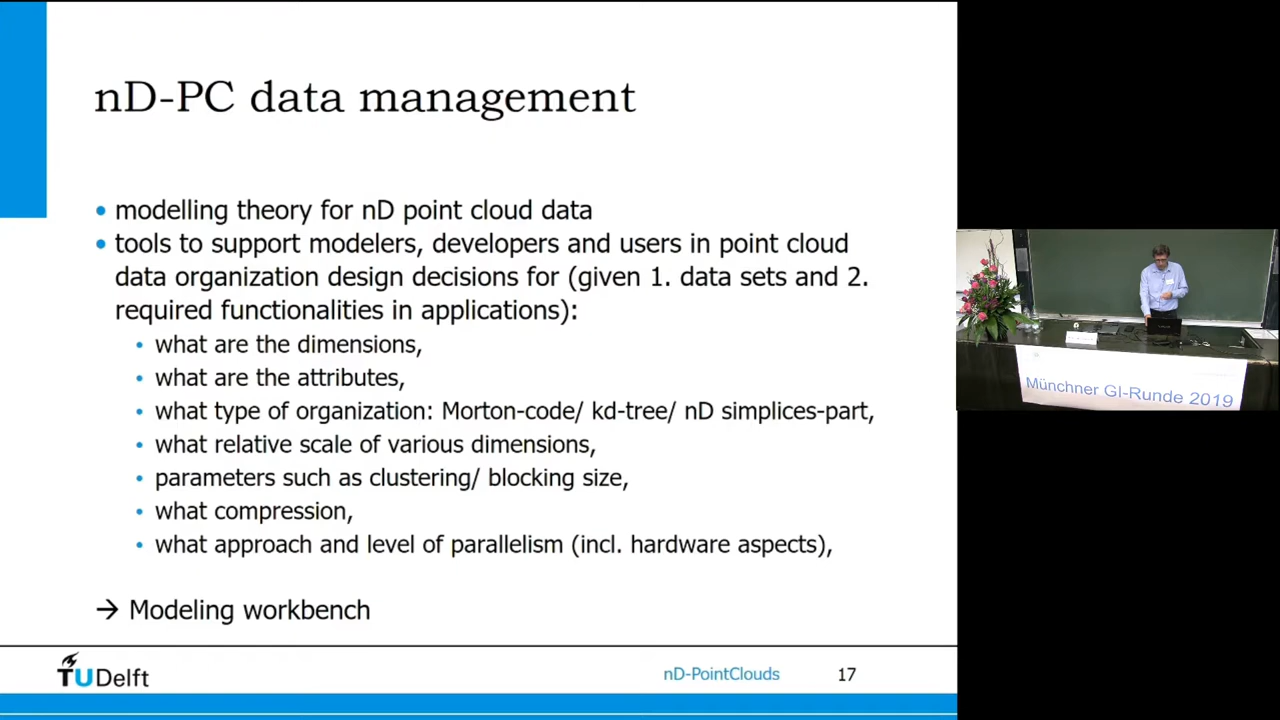 nD-PC data management
• modelling theory for nD point cloud data
• tools to support modelers, developers and users in point cloud
data organization design decisions for (given 1. data sets and 2.
required functionalities in applications):
• what are the dimensions,
• what are the attributes,
• what type of organization: Morton-code/ kd-tree/ nD simplices-part,
• what relative scale of various dimensions,
• parameters such as clustering/ blocking size,
• what compression,
• what approach and level of parallelism (incl. hardware aspects),
→ Modeling workbench
TUDelft
nD-PointClouds
17
Münchner GI-Runde 2019